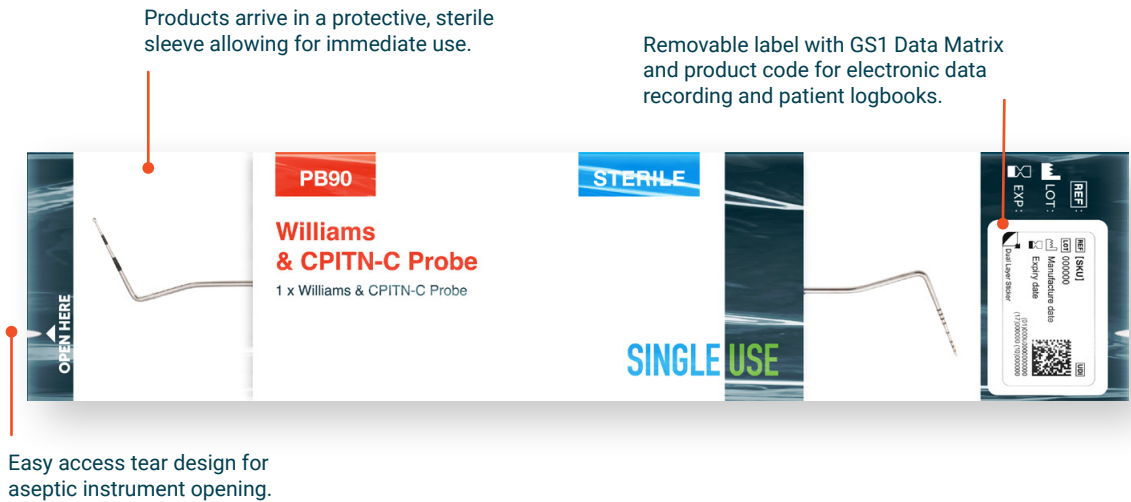 Products arrive in a protective, sterile
sleeve allowing for immediate use.
Removable label with GS1 Data Matrix
and product code for electronic data
recording and patient logbooks.
OPEN HERE
PB90
Williams
& CPITN-C Probe
1 x Williams & CPITN-C Probe
STERILE
SINGLE USE
REF :
LOT :
EXP :
REF [SKU]
LOT 000000
Manufacture date
Expiry date
Dual Layer Sticker
UDI
Easy access tear design for
aseptic instrument opening.